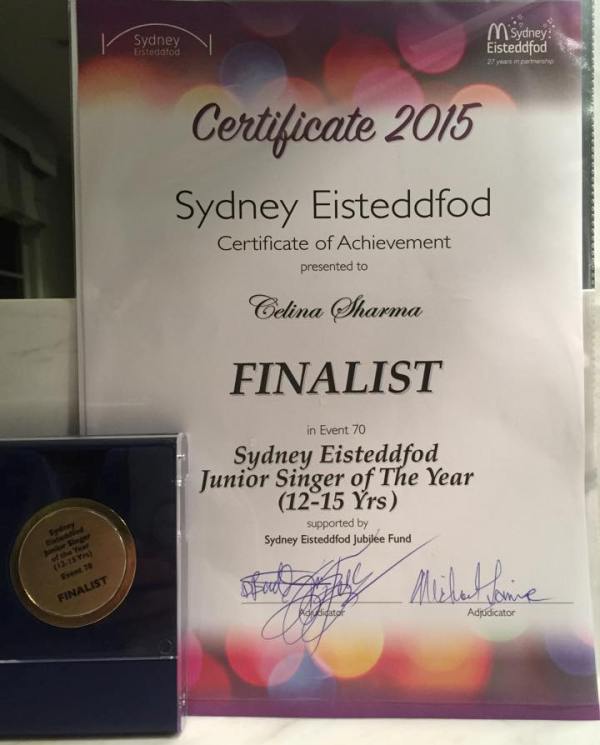 Sydney
Eisteddfod
Sydney
Eisteddfod
27 years in partnership
Certificate 2015
Sydney Eisteddfod
Certificate of Achievement
presented to
Celina Sharma
FINALIST
in Event 70
Sydney Eisteddfod
Junior Singer of The Year
(12-15 Yrs)
supported by
Sydney Eisteddfod Jubilee Fund
Michael
Adjudicator
Adjudicator
Sydney
Eisteddfod
Junior Singer
of the Year
(12-15 Yrs)
Event 70
FINALIST